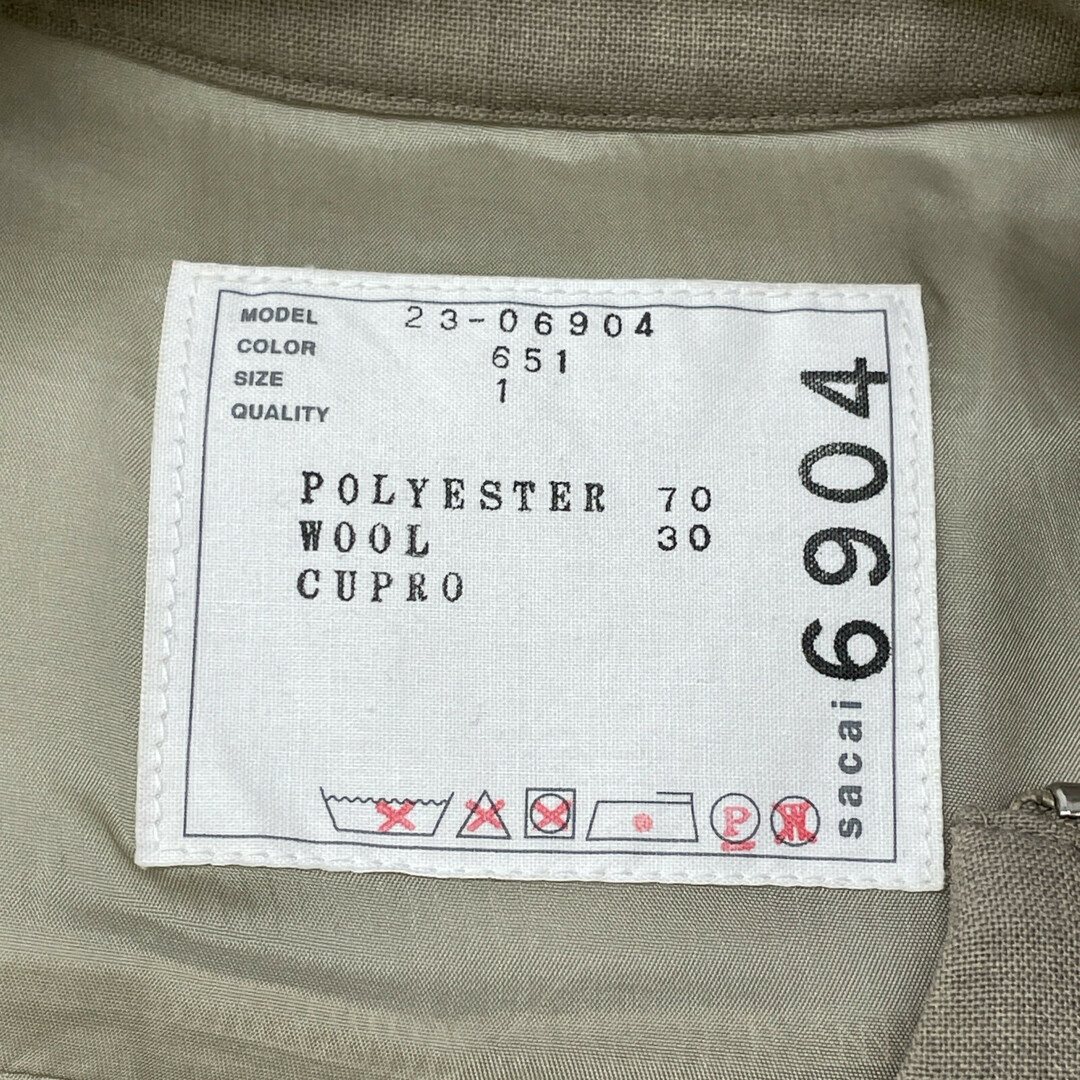 MODEL 23-06904
COLOR 651
SIZE 1
QUALITY
POLYESTER 70
WOOL 30
CUPRO
P W
sacai 6904